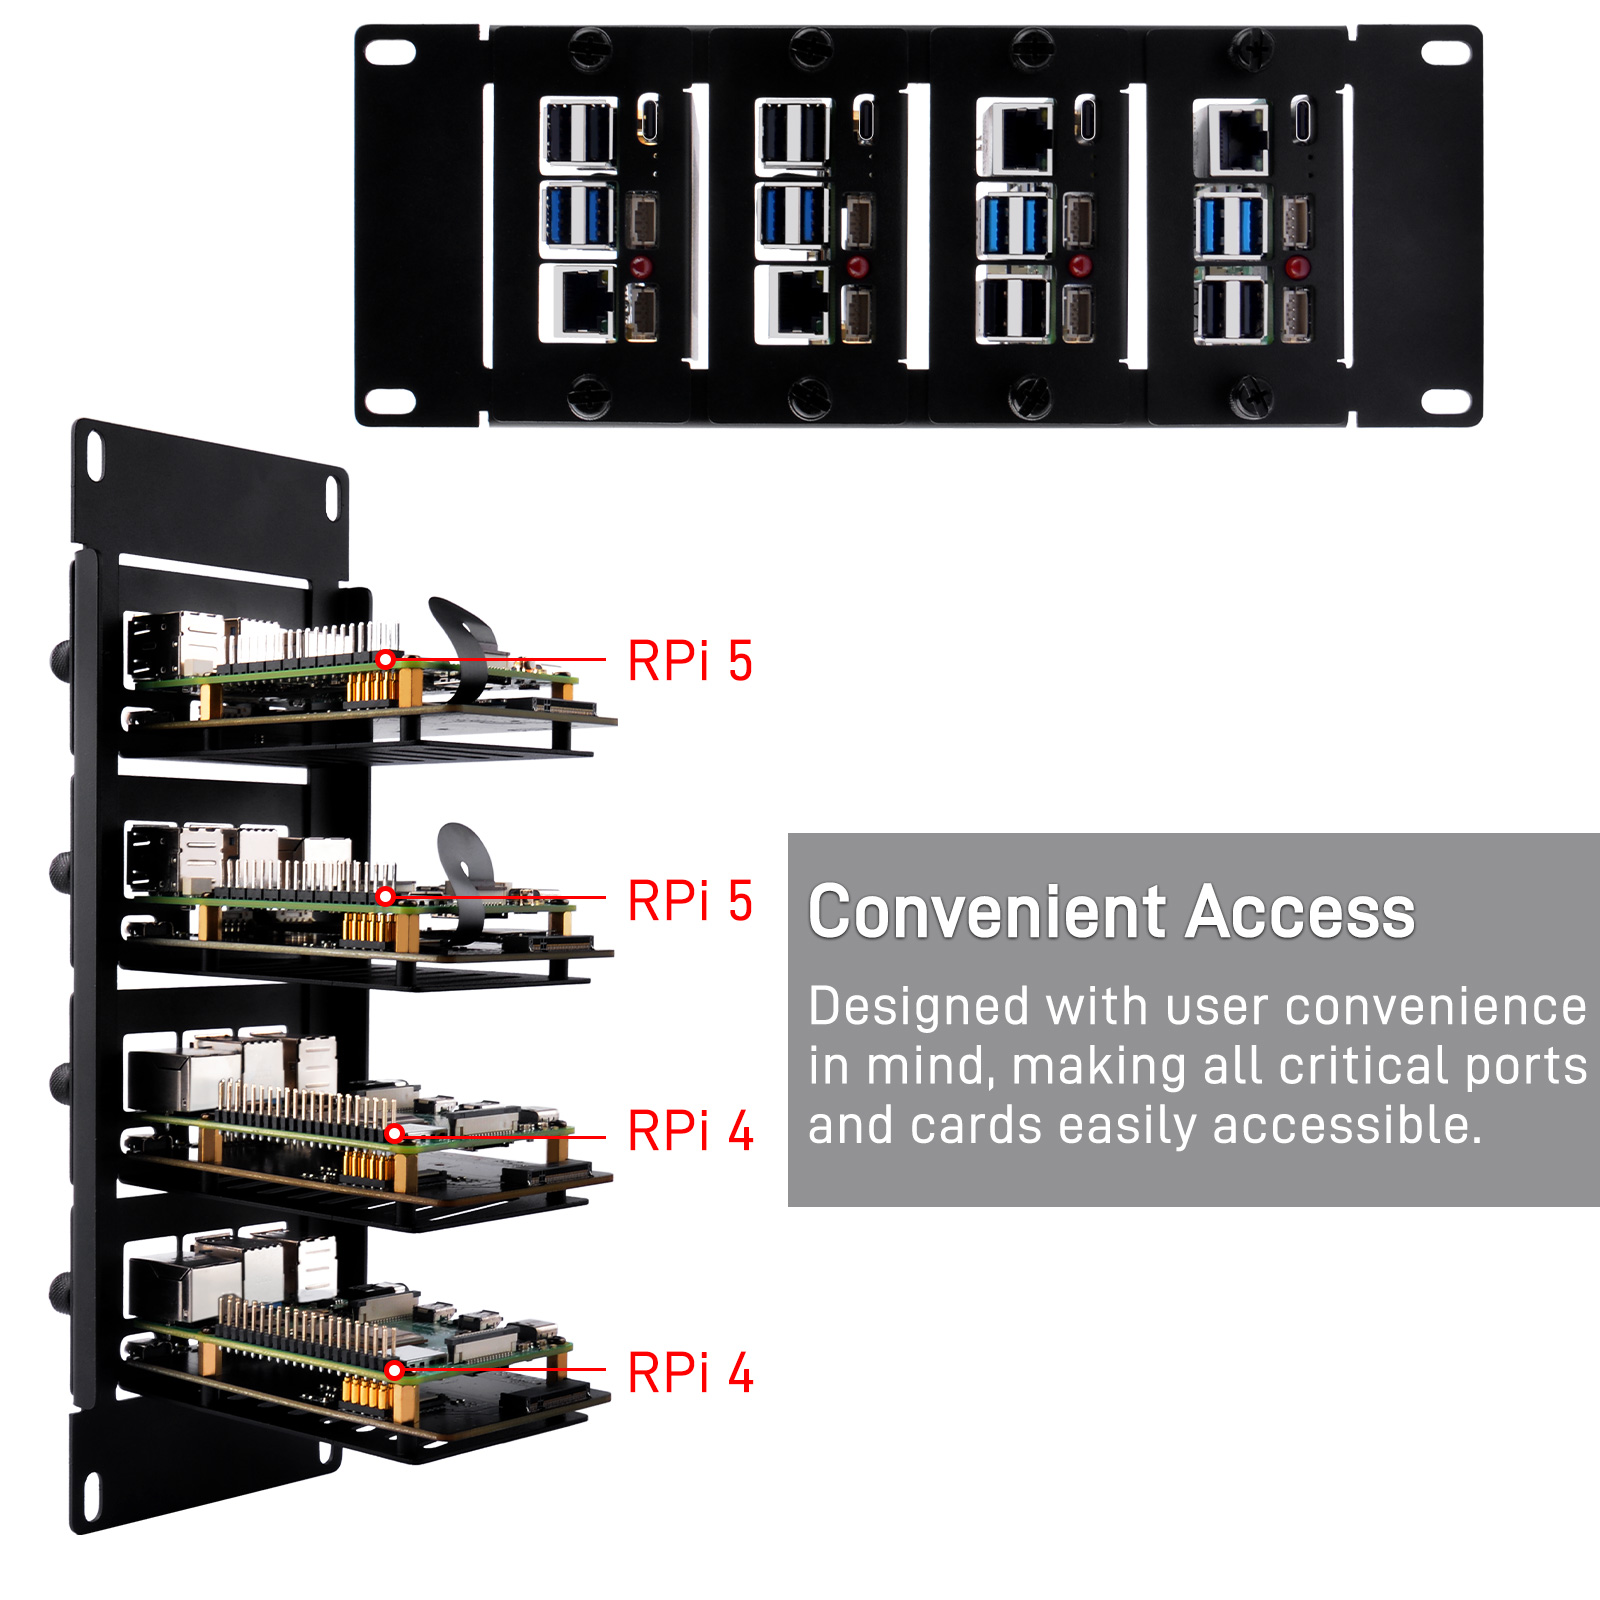 RPi 5
RPi 5
RPi 4
RPi 4
Convenient Access
Designed with user convenience
in mind, making all critical ports
and cards easily accessible.